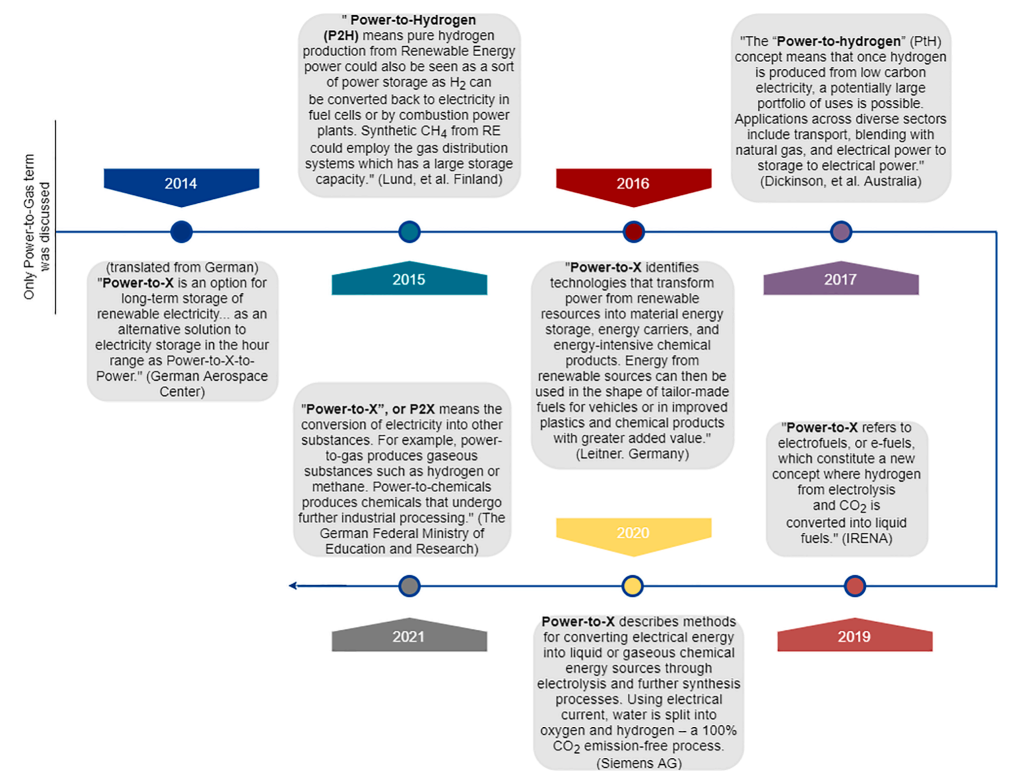 Only Power-to-Gas term
was discussed
2014
(translated from German)
"Power-to-X is an option for
long-term storage of
renewable electricity... as an
alternative solution to
electricity storage in the hour
range as Power-to-X-to-
Power." (German Aerospace
Center)
" Power-to-Hydrogen
(P2H) means pure hydrogen
production from Renewable Energy
power could also be seen as a sort
of power storage as H2 can
be converted back to electricity in
fuel cells or by combustion power
plants. Synthetic CH4 from RE
could employ the gas distribution
systems which has a large storage
capacity." (Lund, et al. Finland)
2015
2016
"Power-to-X identifies
technologies that transform
power from renewable
resources into material energy
storage, energy carriers, and
energy-intensive chemical
products. Energy from
renewable sources can then be
used in the shape of tailor-made
fuels for vehicles or in improved
plastics and chemical products
with greater added value."
(Leitner. Germany)
"The “Power-to-hydrogen” (PtH)
concept means that once hydrogen
is produced from low carbon
electricity, a potentially large
portfolio of uses is possible.
Applications across diverse sectors
include transport, blending with
natural gas, and electrical power to
storage to electrical power."
(Dickinson, et al. Australia)
2017
"Power-to-X refers to
electrofuels, or e-fuels,
which constitute a new
concept where hydrogen
from electrolysis
and CO2 is
converted into liquid
fuels." (IRENA)
2019
2020
Power-to-X describes methods
for converting electrical energy
into liquid or gaseous chemical
energy sources through
electrolysis and further synthesis
processes. Using electrical
current, water is split into
oxygen and hydrogen – a 100%
CO2 emission-free process.
(Siemens AG)
"Power-to-X”, or P2X means the
conversion of electricity into other
substances. For example, power-
to-gas produces gaseous
substances such as hydrogen or
methane. Power-to-chemicals
produces chemicals that undergo
further industrial processing." (The
German Federal Ministry of
Education and Research)
2021